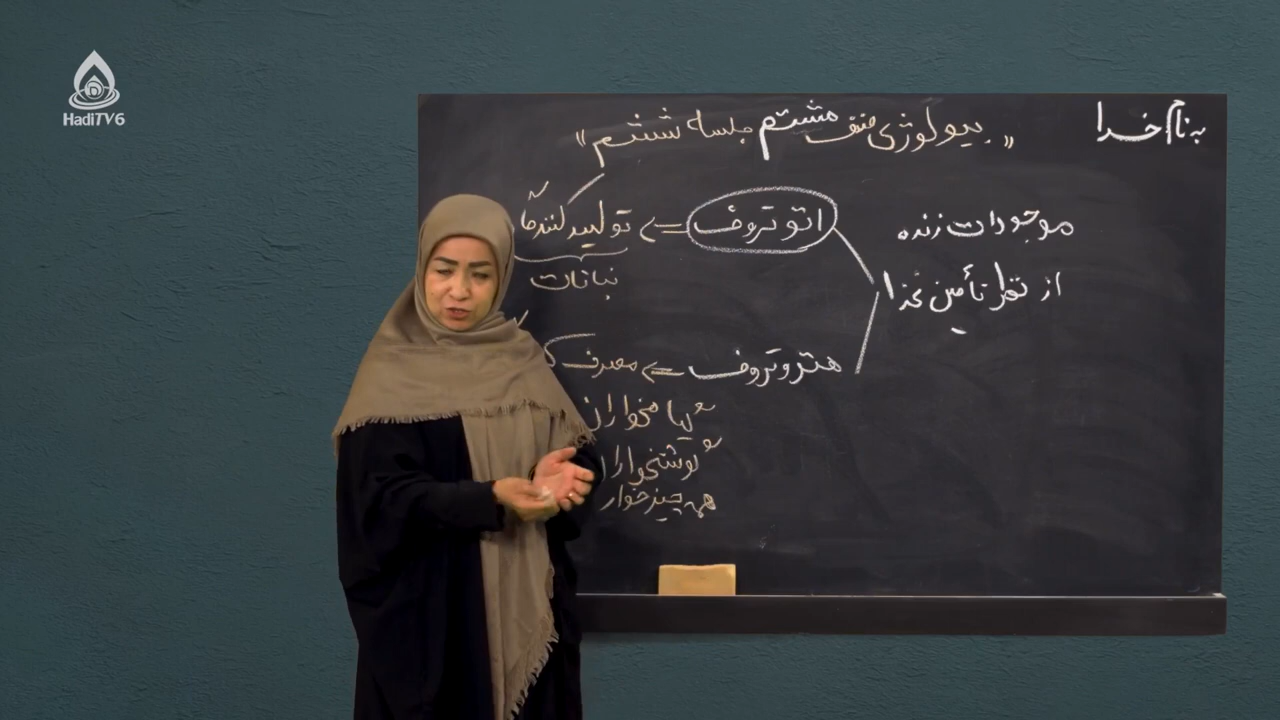 HadiTV6
به نام خدا
«بیولوژی صنف هشتم جلسه ششم»
موجودات زنده
از نظر تأمین غذا
اتوتروف ⇐ تولید کننده‌ها
نباتات
هتروتروف ⇐ مصرف
گیاهخواران
گوشتخواران
همه چیزخوار